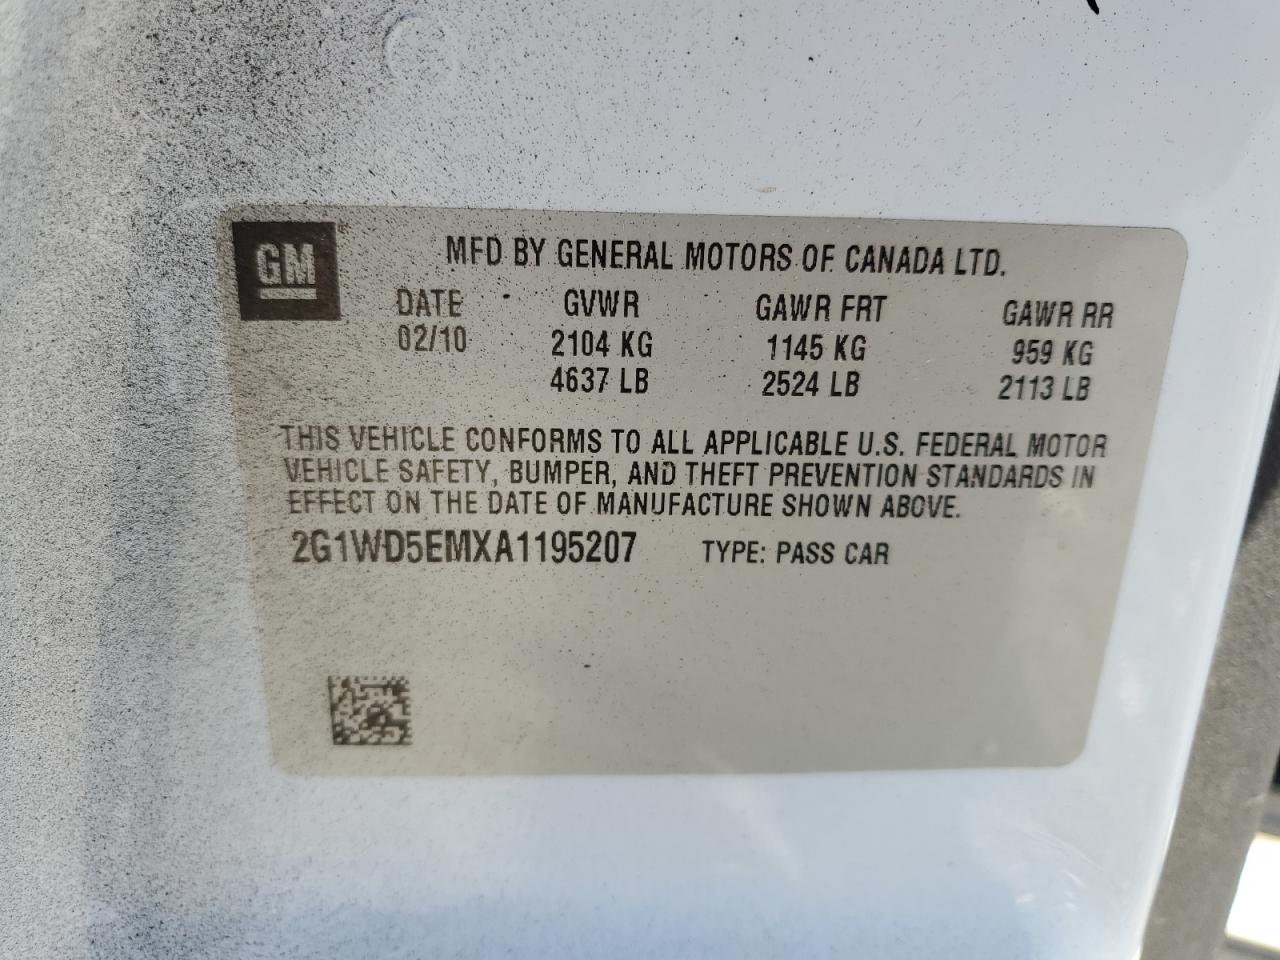 GM
MFD BY GENERAL MOTORS OF CANADA LTD.
DATE GVWR GAWR FRT GAWR RR
02/10 2104 KG 1145 KG 959 KG
4637 LB 2524 LB 2113 LB
THIS VEHICLE CONFORMS TO ALL APPLICABLE U.S. FEDERAL MOTOR
VEHICLE SAFETY, BUMPER, AND THEFT PREVENTION STANDARDS IN
EFFECT ON THE DATE OF MANUFACTURE SHOWN ABOVE.
2G1WD5EMXA1195207 TYPE: PASS CAR